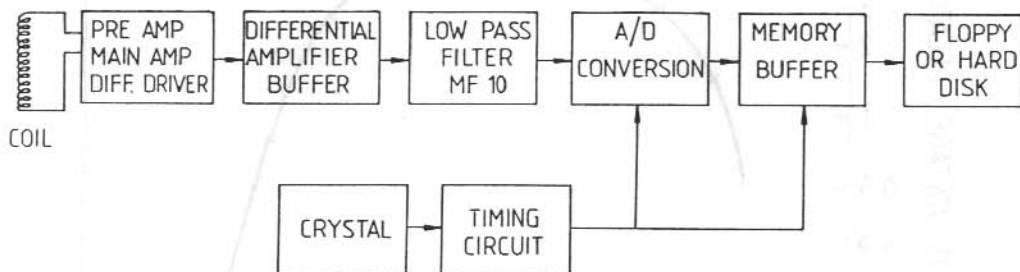 COIL
PRE AMP
MAIN AMP
DIFF. DRIVER
DIFFERENTIAL
AMPLIFIER
BUFFER
LOW PASS
FILTER
MF 10
A/D
CONVERSION
MEMORY
BUFFER
FLOPPY
OR HARD
DISK
CRYSTAL
TIMING
CIRCUIT